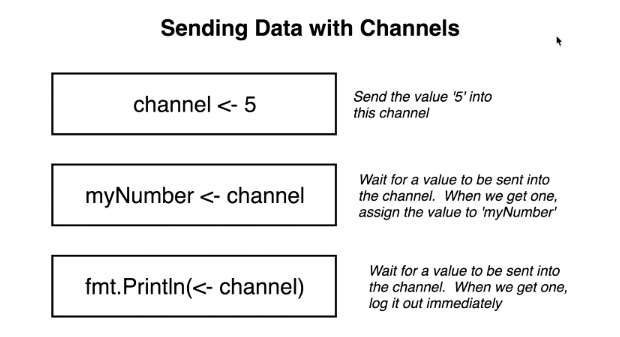 Sending Data with Channels
channel <- 5
Send the value '5' into
this channel
myNumber <- channel
Wait for a value to be sent into
the channel.  When we get one,
assign the value to 'myNumber'
fmt.Println(<- channel)
Wait for a value to be sent into
the channel.  When we get one,
log it out immediately